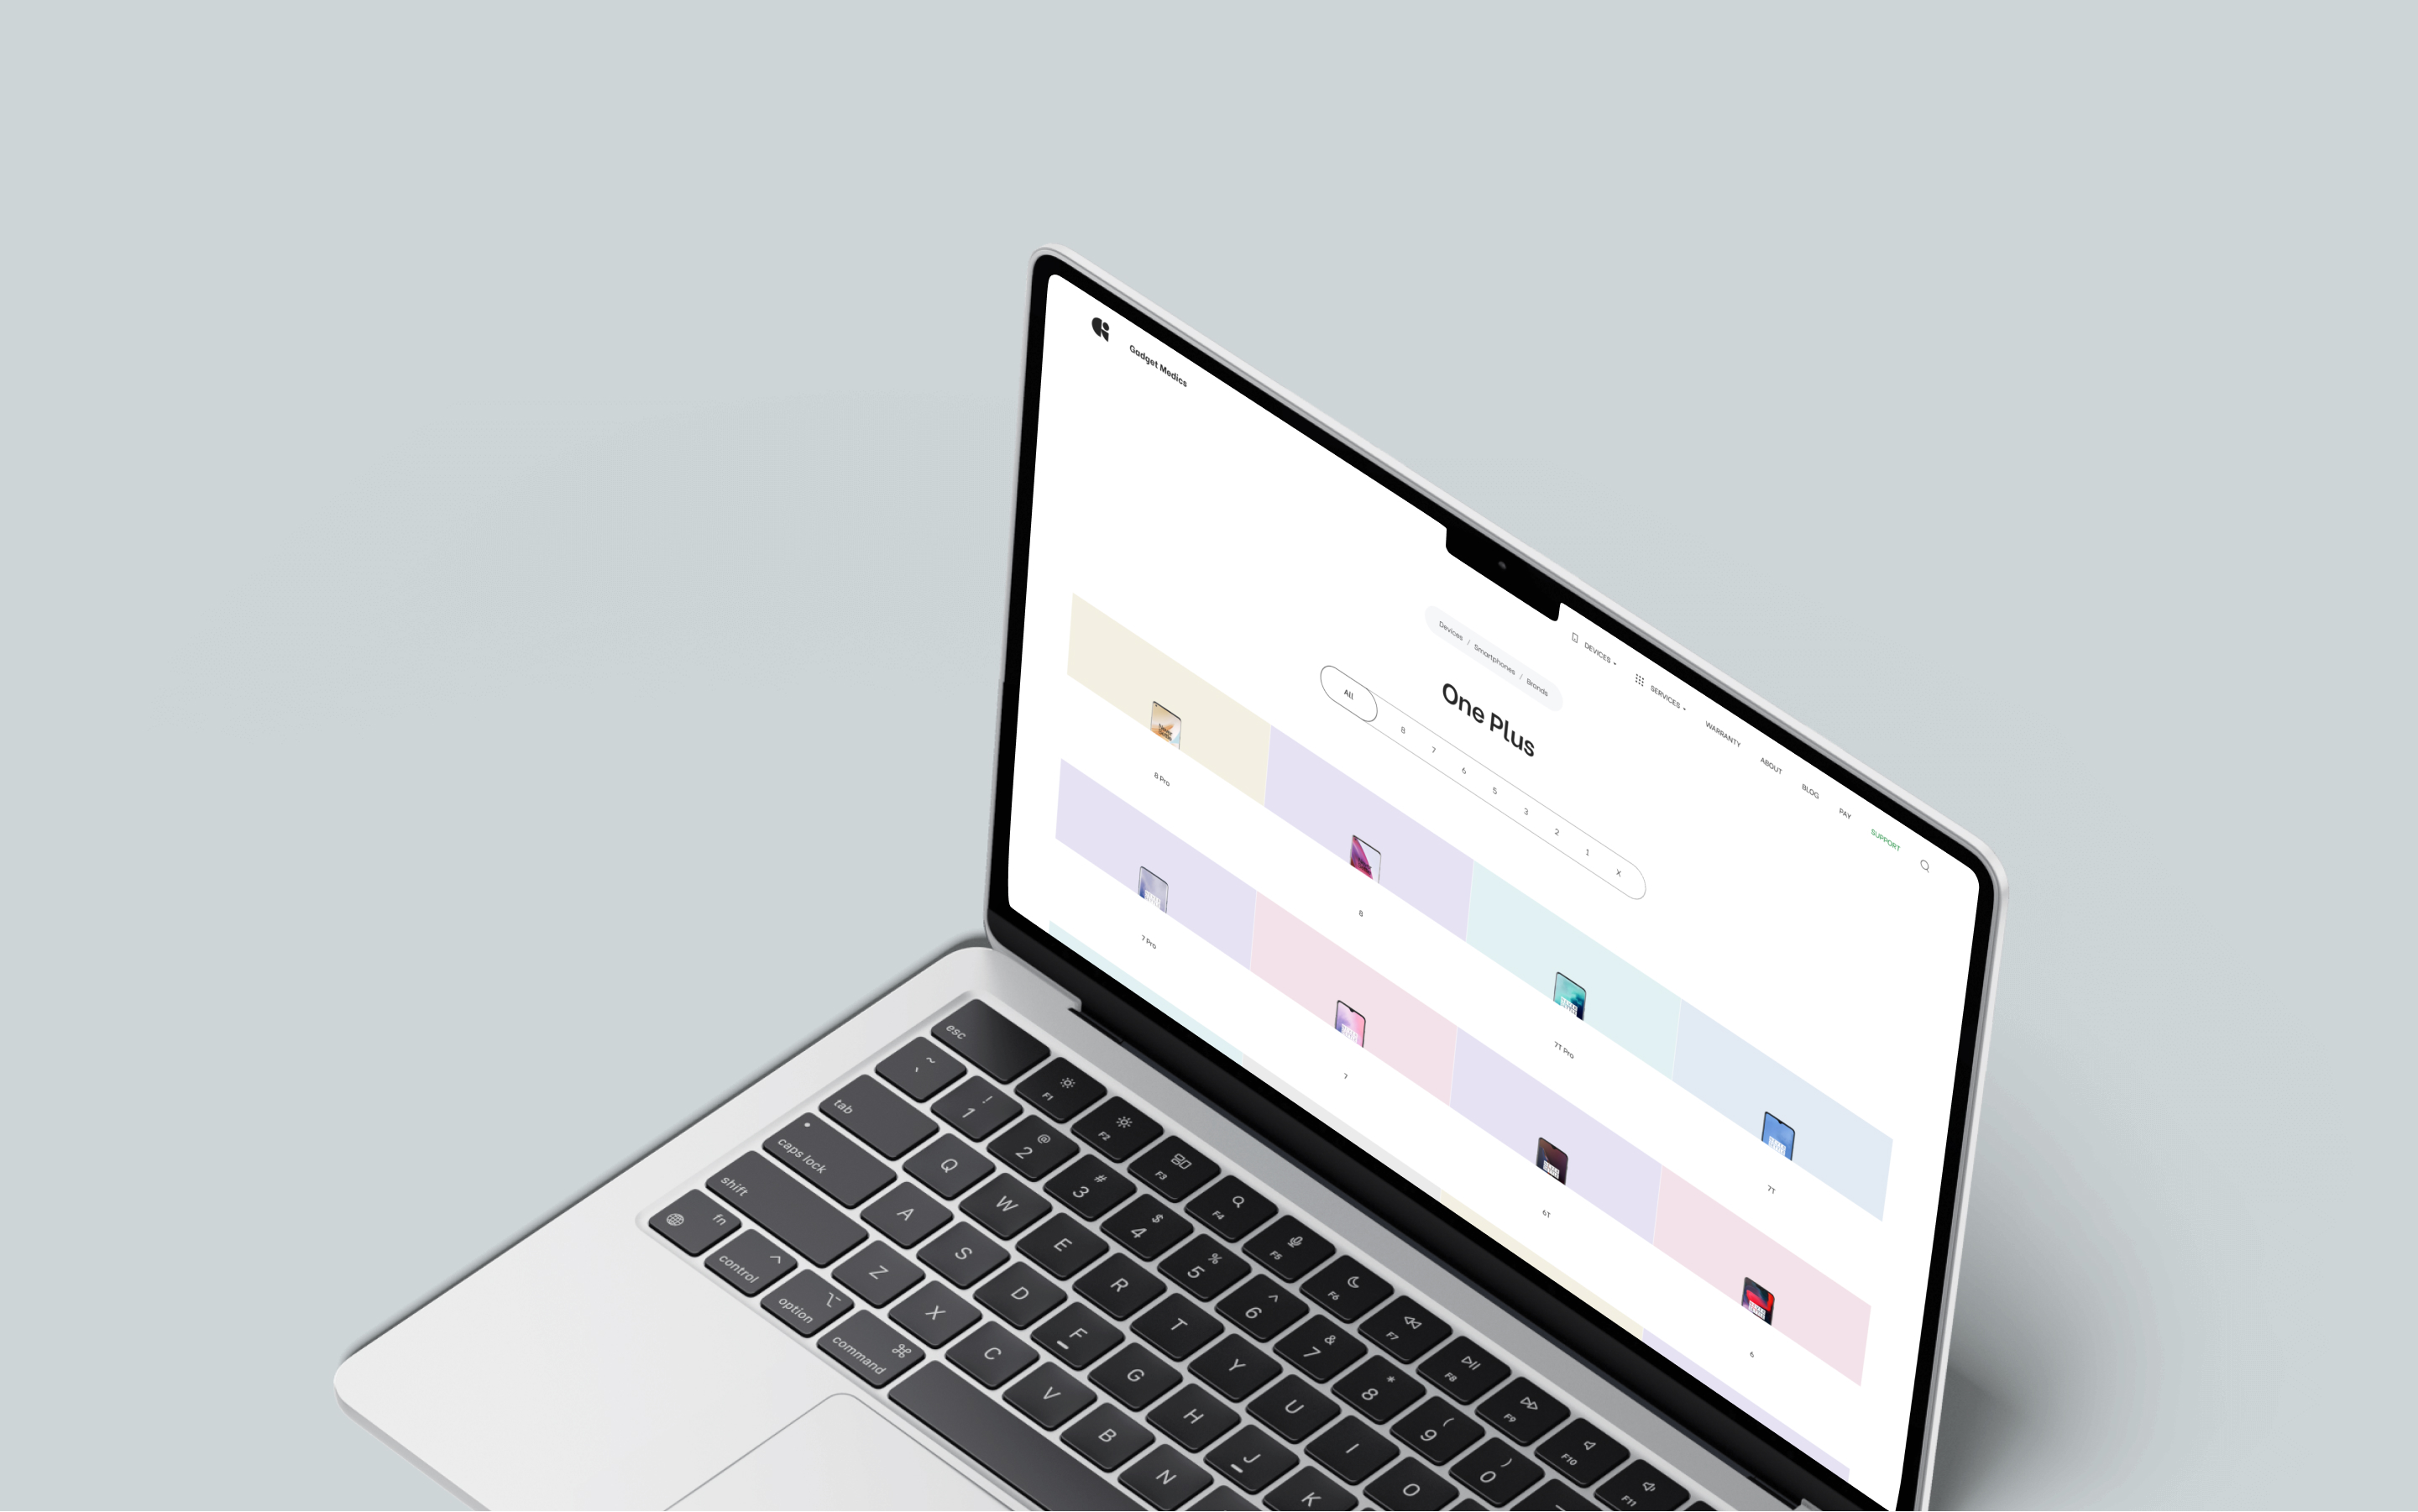 Gadget Medics
DEVICES
SERVICES
WARRANTY
ABOUT
BLOG
PAY
SUPPORT
Devices / Smartphones / Brands
One Plus
All 8 7 6 5 3 2 1 X
8 Pro
8
7T Pro
7T
7 Pro
7
6T
6
esc
F1
F2
F3
F4
F5
F6
F7
F8
F9
F10
F11
~ `
! 1
@ 2
# 3
$ 4
% 5
^ 6
& 7
* 8
( 9
) 0
tab
Q
W
E
R
T
Y
U
I
O
caps lock
A
S
D
F
G
H
J
K
shift
Z
X
C
V
B
N
fn
control
option
command